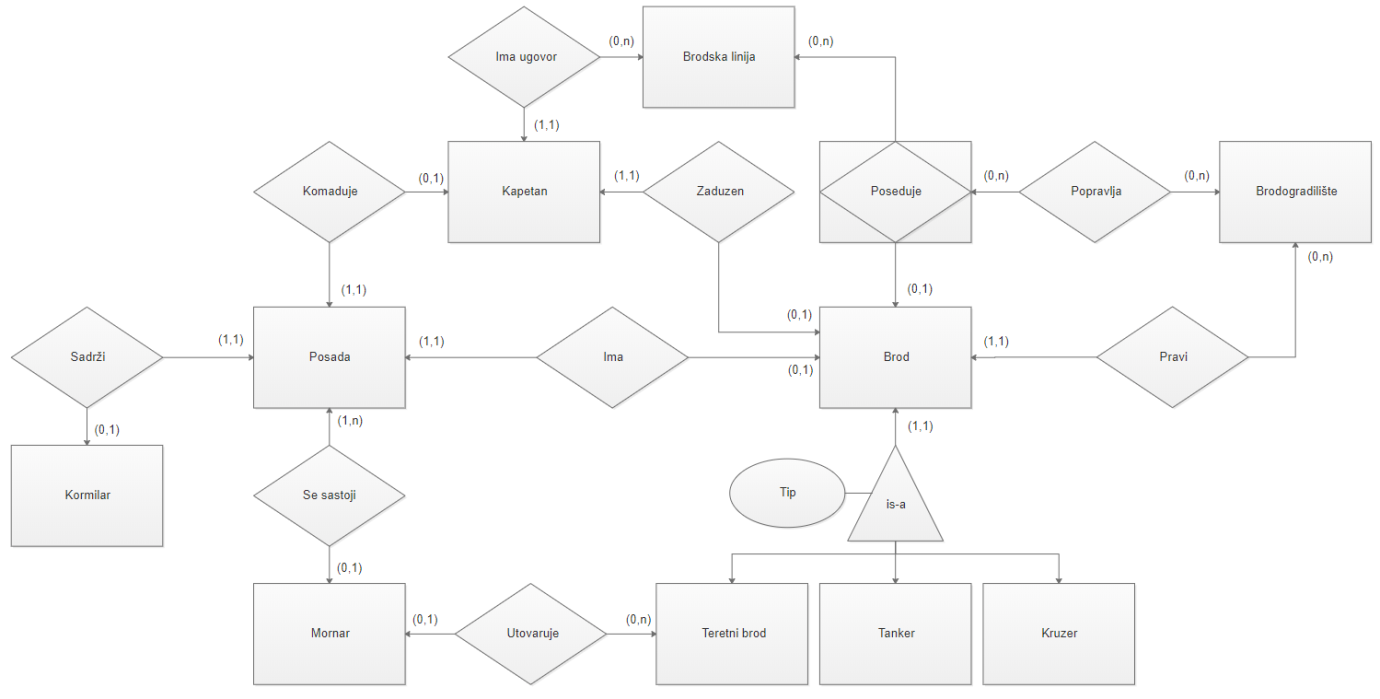 Ima ugovor
(0,n)
Brodska linija
(0,n)
(1,1)
Komaduje
(0,1)
Kapetan
(1,1)
Zaduzen
Poseduje
(0,n)
Popravlja
(0,n)
Brodogradilište
(0,n)
(1,1)
(0,1)
(0,1)
Sadrži
(1,1)
Posada
(1,1)
Ima
(0,1)
Brod
(1,1)
Pravi
(0,1)
(1,n)
(1,1)
Kormilar
Se sastoji
Tip
is-a
(0,1)
Mornar
(0,1)
Utovaruje
(0,n)
Teretni brod
Tanker
Kruzer